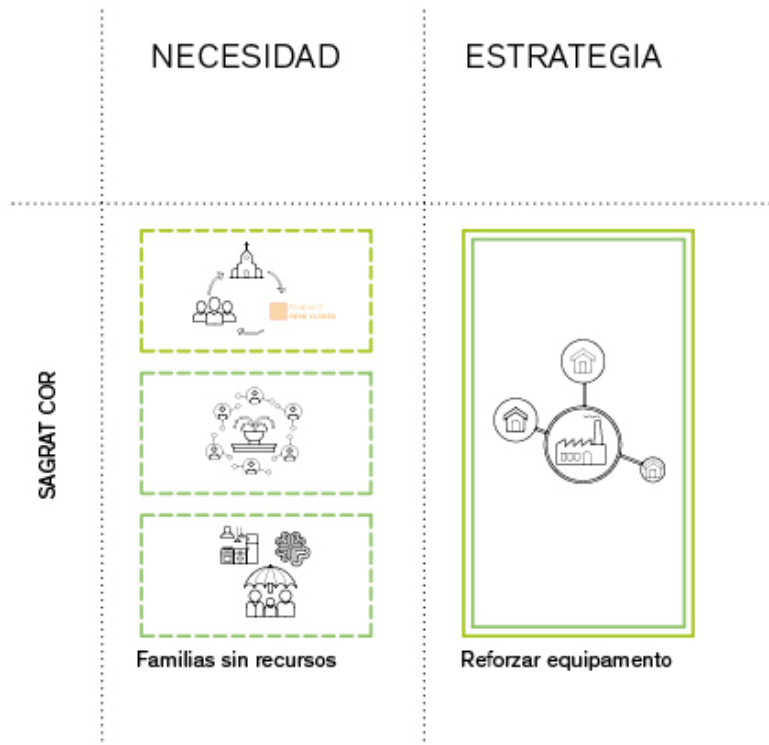 NECESIDAD
ESTRATEGIA
SAGRAT COR
Familias sin recursos
Reforzar equipamento